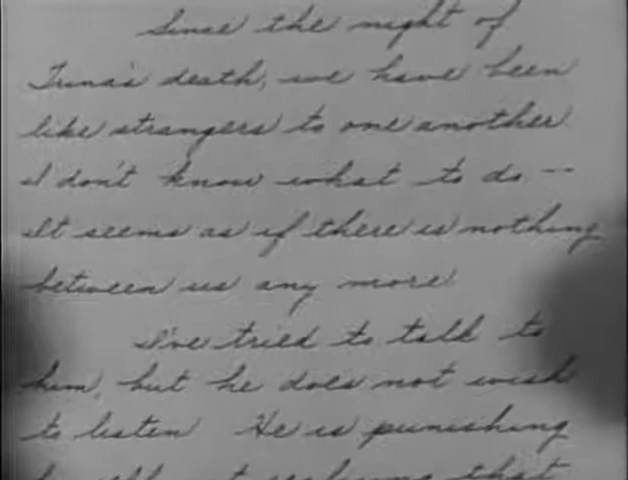 Since the night of
death, we have been
like strangers to one another.
I don't know what to do --
It seems as if there is nothing
between us any more.
I've tried to talk to
him, but he does not wish
to listen. He is punishing
that